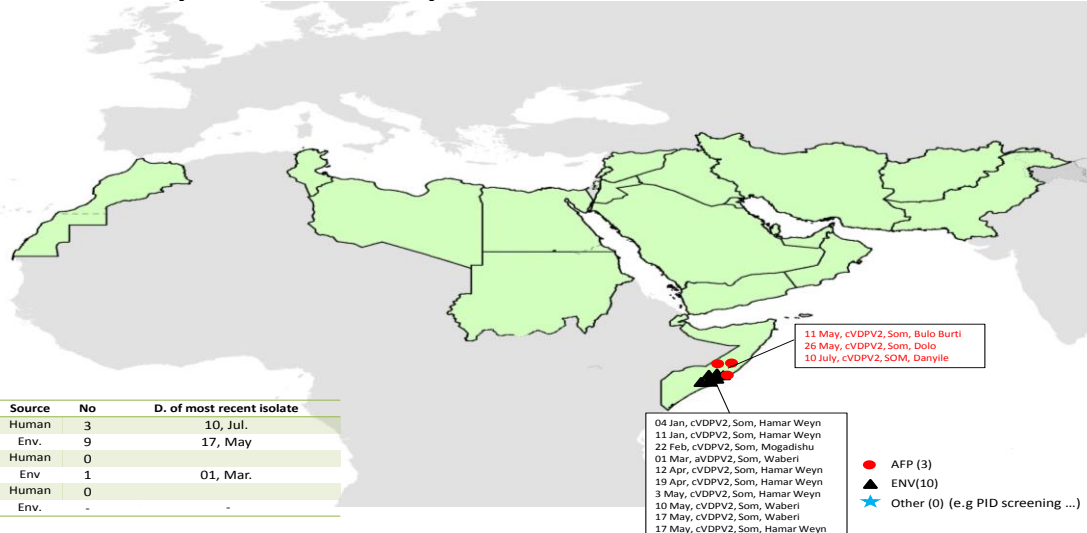 11 May, cVDPV2, Som, Bulo Burti
26 May, cVDPV2, Som, Dolo
10 July, cVDPV2, SOM, Danyile
Source No D. of most recent isolate
Human 3 10, Jul.
Env. 9 17, May
Human 0
Env 1 01, Mar.
Human 0
Env. - -
04 Jan, cVDPV2, Som, Hamar Weyn
11 Jan, cVDPV2, Som, Hamar Weyn
22 Feb, cVDPV2, Som, Mogadishu
01 Mar, aVDPV2, Som, Waberi
12 Apr, cVDPV2, Som, Hamar Weyn
19 Apr, cVDPV2, Som, Hamar Weyn
3 May, cVDPV2, Som, Hamar Weyn
10 May, cVDPV2, Som, Waberi
17 May, cVDPV2, Som, Waberi
17 May, cVDPV2, Som, Hamar Weyn
AFP (3)
ENV(10)
Other (0) (e.g PID screening ...)